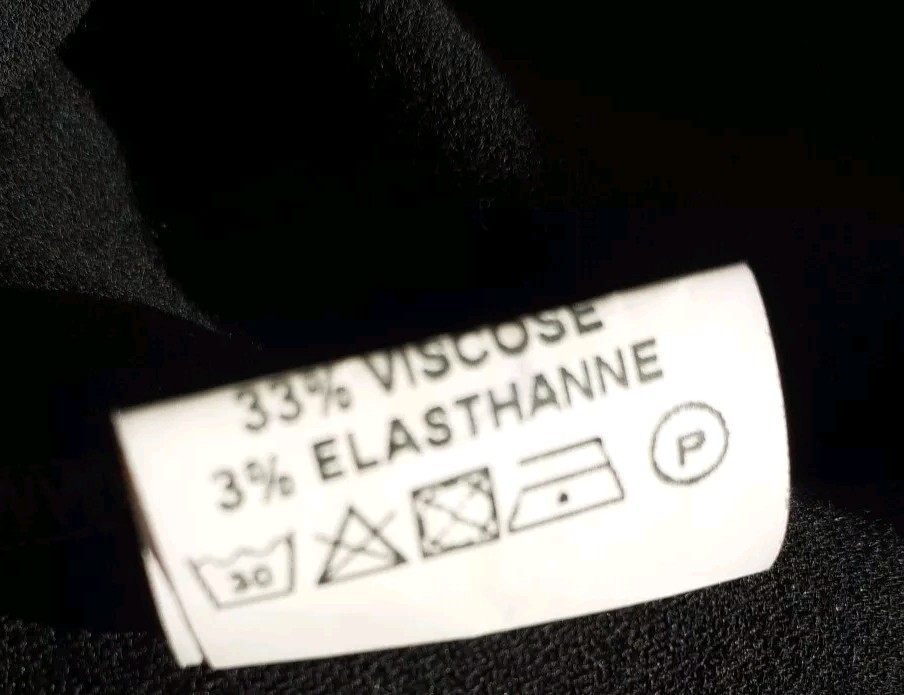 33% VISCOSE
3% ELASTHANNE
30 P